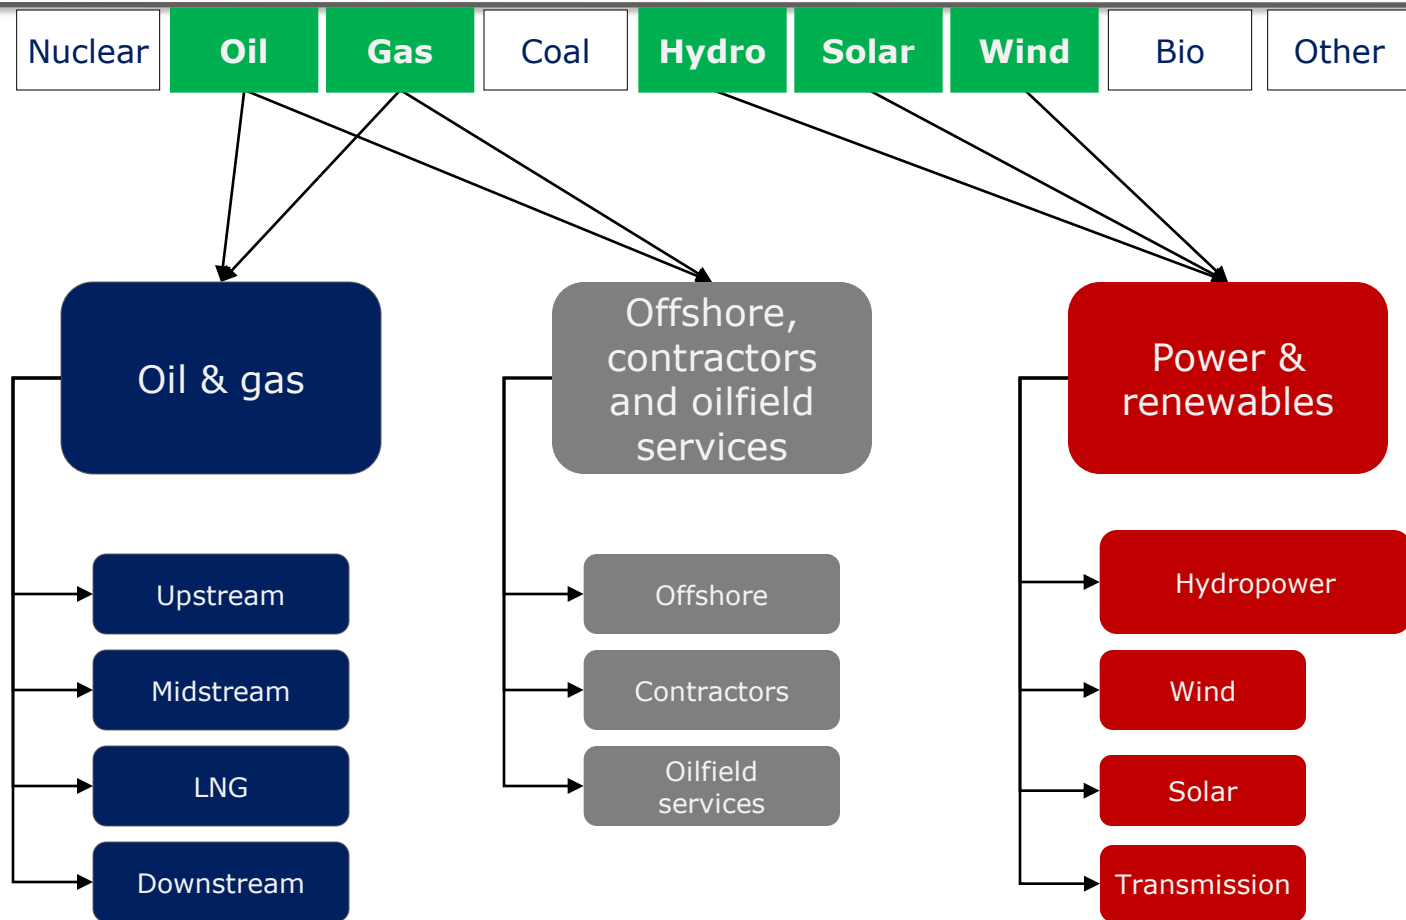 Nuclear Oil Gas Coal Hydro Solar Wind Bio Other
Oil & gas
Offshore,
contractors
and oilfield
services
Power &
renewables
Upstream
Midstream
LNG
Downstream
Offshore
Contractors
Oilfield
services
Hydropower
Wind
Solar
Transmission